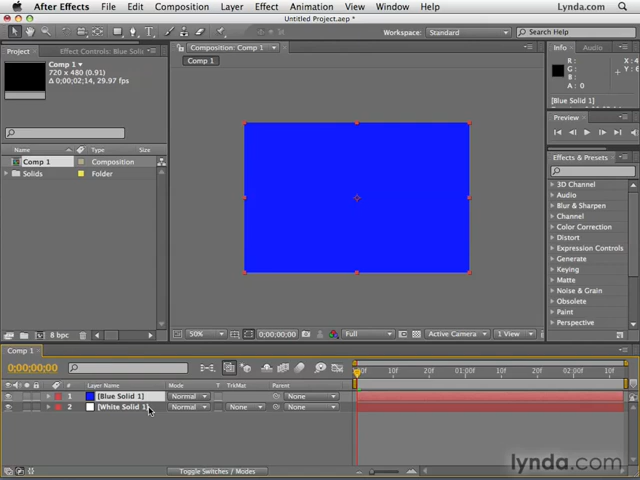 After Effects File Edit Composition Layer Effect Animation View Window Help Lynda.com
Untitled Project.aep *
Workspace: Standard
Project Effect Controls: Blue Solid Composition: Comp 1 Info Audio
Comp 1
Comp 1
720 x 480 (0.91)
Δ 0;00;02;14, 29.97 fps
R :
G :
B :
A : 0
[Blue Solid 1]
Preview
Effects & Presets
Name Type Size
Comp 1 Composition
Solids Folder
3D Channel
Audio
Blur & Sharpen
Channel
Color Correction
Distort
Expression Controls
Generate
Keying
Matte
Noise & Grain
Obsolete
Paint
Perspective
8 bpc 50% 0;00;00;00 Full Active Camera 1 View
Comp 1
0;00;00;00
05f 10f 15f 20f 25f
# Layer Name Mode T TrkMat Parent
1 [Blue Solid 1] Normal None
2 [White Solid 1] Normal None None
Toggle Switches / Modes
lynda.com